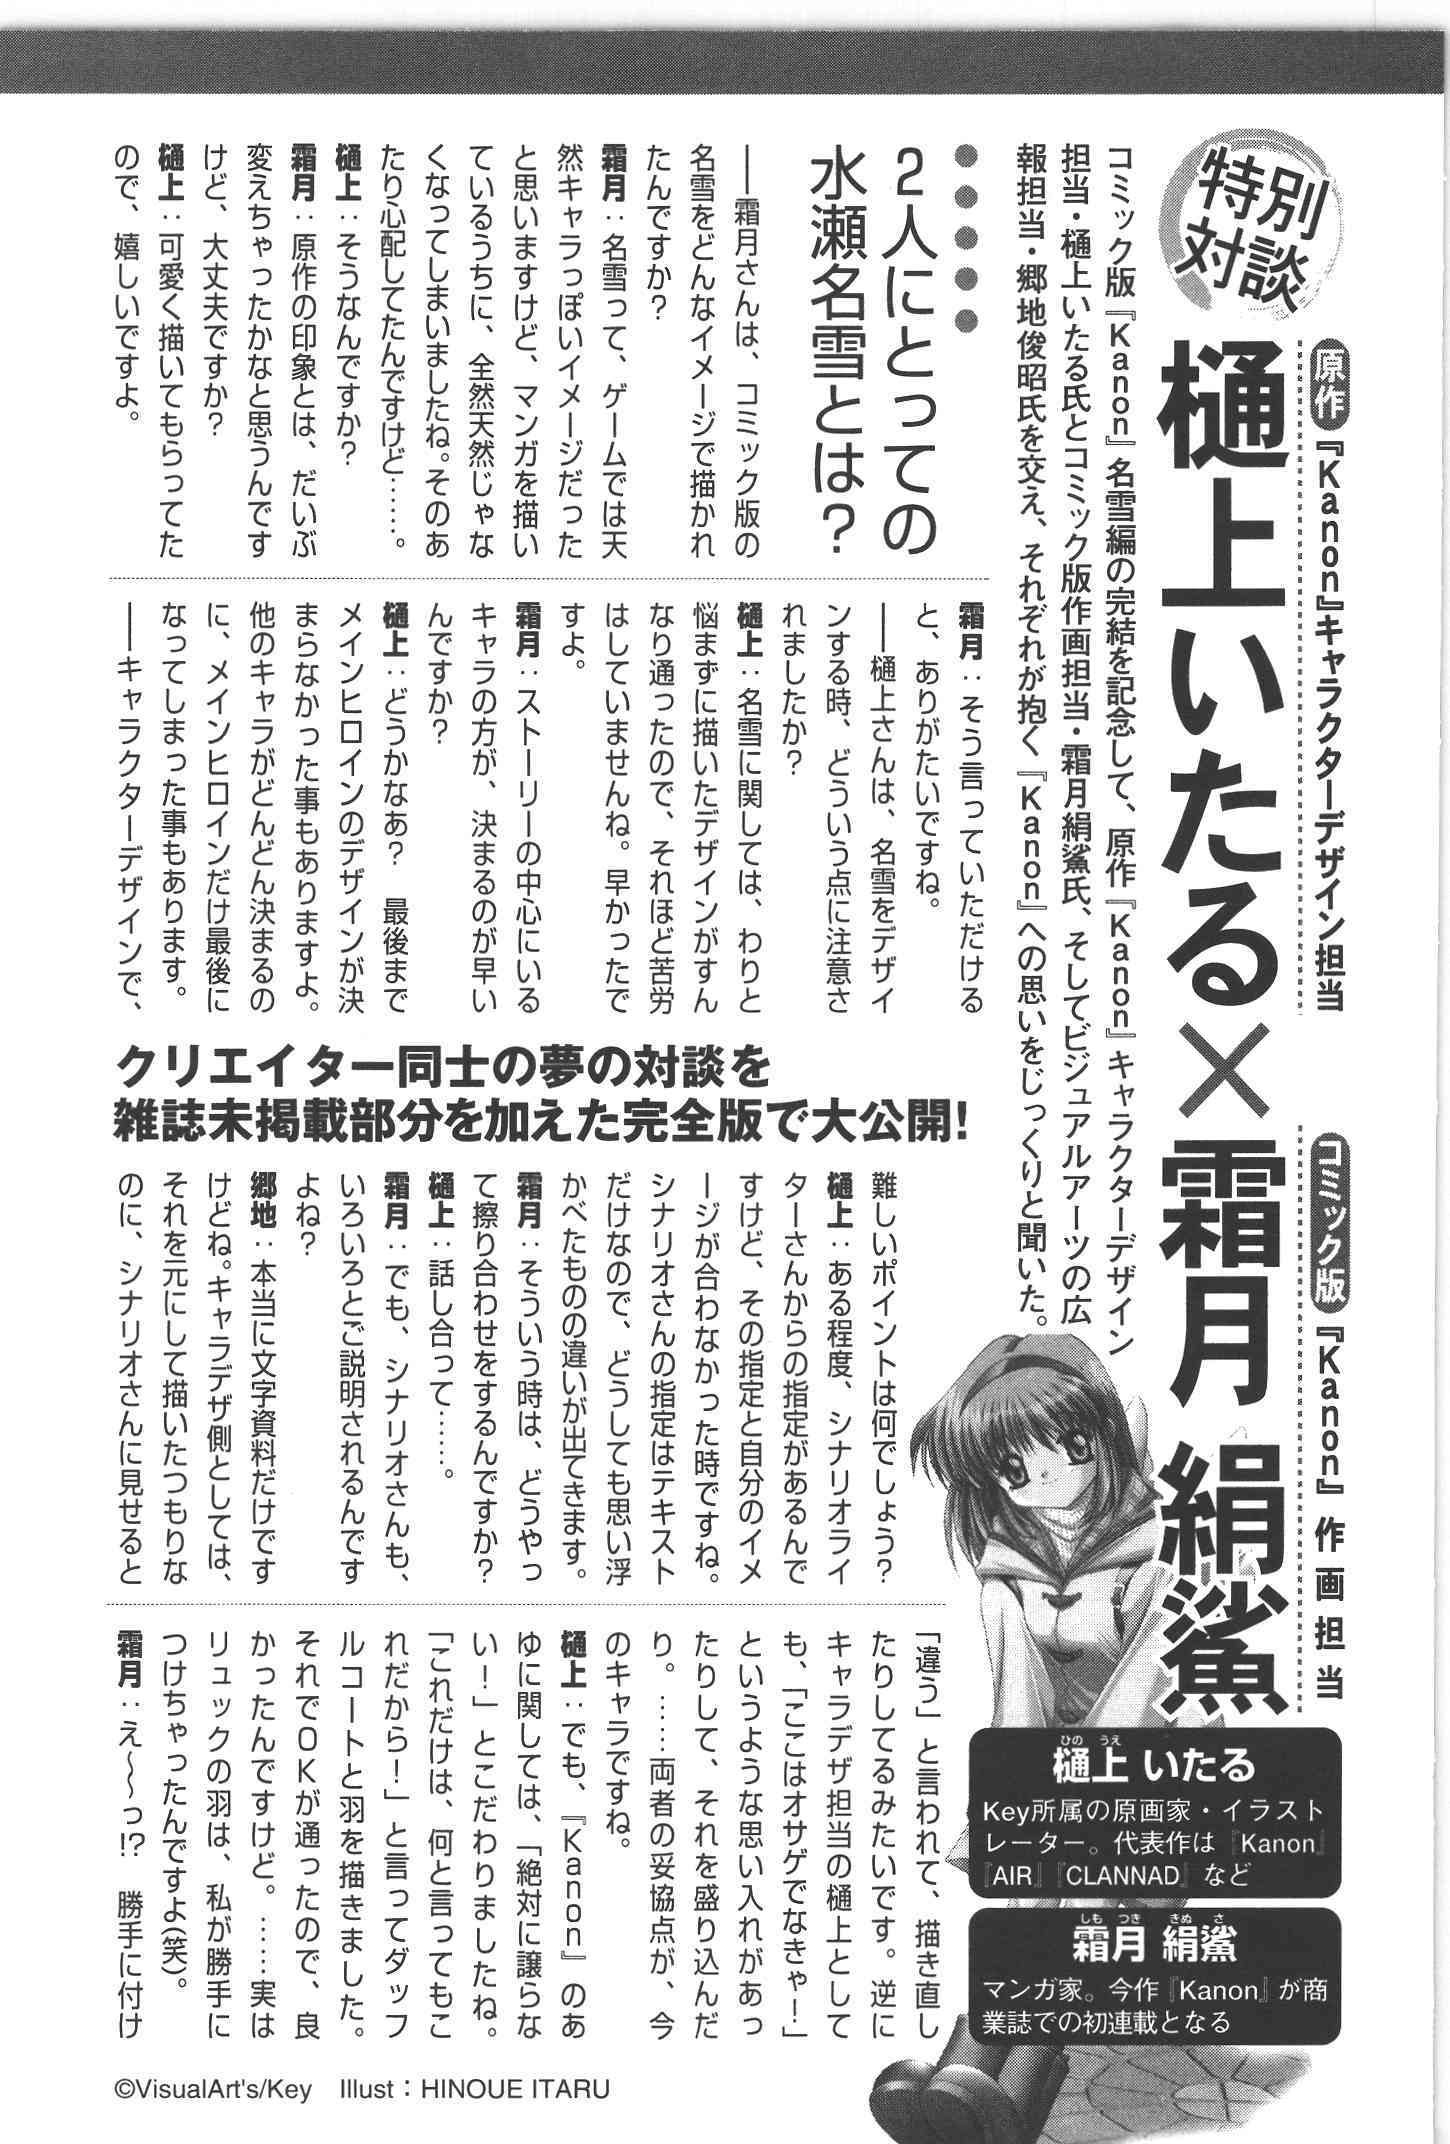 特別対談
原作『Kanon』キャラクターデザイン担当
樋上いたる×霜月絹鯊
コミック版『Kanon』作画担当
コミック版『Kanon』名雪編の完結を記念して、原作『Kanon』キャラクターデザイン
担当・樋上いたる氏とコミック版作画担当・霜月絹鯊氏、そしてビジュアルアーツの広
報担当・郷地俊昭氏を交え、それぞれが抱く『Kanon』への思いをじっくりと聞いた。
2人にとっての
水瀬名雪とは？
──霜月さんは、コミック版の
名雪をどんなイメージで描かれ
たんですか？
霜月：名雪って、ゲームでは天
然キャラっぽいイメージだった
と思いますけど、マンガを描い
ているうちに、全然天然じゃな
くなってしまいましたね。そのあ
たり心配してたんですけど……。
樋上：そうなんですか？
霜月：原作の印象とは、だいぶ
変えちゃったかなと思うんです
けど、大丈夫ですか？
樋上：可愛く描いてもらってた
ので、嬉しいですよ。
霜月：そう言っていただける
と、ありがたいですね。
──樋上さんは、名雪をデザイ
ンする時、どういう点に注意さ
れましたか？
樋上：名雪に関しては、わりと
悩まずに描いたデザインがすん
なり通ったので、それほど苦労
はしていませんね。早かったで
すよ。
霜月：ストーリーの中心にいる
キャラの方が、決まるのが早い
んですか？
樋上：どうかなあ？　最後まで
メインヒロインのデザインが決
まらなかった事もありますよ。
他のキャラがどんどん決まるの
に、メインヒロインだけ最後に
なってしまった事もあります。
──キャラクターデザインで、
クリエイター同士の夢の対談を
雑誌未掲載部分を加えた完全版で大公開！
難しいポイントは何でしょう？
樋上：ある程度、シナリオライ
ターさんからの指定があるんで
すけど、その指定と自分のイメ
ージが合わなかった時ですね。
シナリオさんの指定はテキスト
だけなので、どうしても思い浮
かべたものの違いが出てきます。
霜月：そういう時は、どうやっ
て擦り合わせをするんですか？
樋上：話し合って……。
霜月：でも、シナリオさんも、
いろいろとご説明されるんです
よね？
郷地：本当に文字資料だけです
けどね。キャラデザ側としては、
それを元にして描いたつもりな
のに、シナリオさんに見せると
「違う」と言われて、描き直し
たりしてるみたいです。逆に
キャラデザ担当の樋上として
も、「ここはオサゲでなきゃ！」
というような思い入れがあっ
たりして、それを盛り込んだ
り。……両者の妥協点が、今
のキャラですね。
樋上：でも、『Kanon』のあ
ゆに関しては、「絶対に譲らな
い！」とこだわりましたね。
「これだけは、何と言ってもこ
れだから！」と言ってダッフ
ルコートと羽を描きました。
それでOKが通ったので、良
かったんですけど。……実は
リュックの羽は、私が勝手に
つけちゃったんですよ(笑)。
霜月：え～～っ!?　勝手に付け
ひの うえ
樋上 いたる
Key所属の原画家・イラスト
レーター。代表作は『Kanon』
『AIR』『CLANNAD』など
しも つき きぬ さ
霜月 絹鯊
マンガ家。今作『Kanon』が商
業誌での初連載となる
©VisualArt's/Key　Illust：HINOUE ITARU